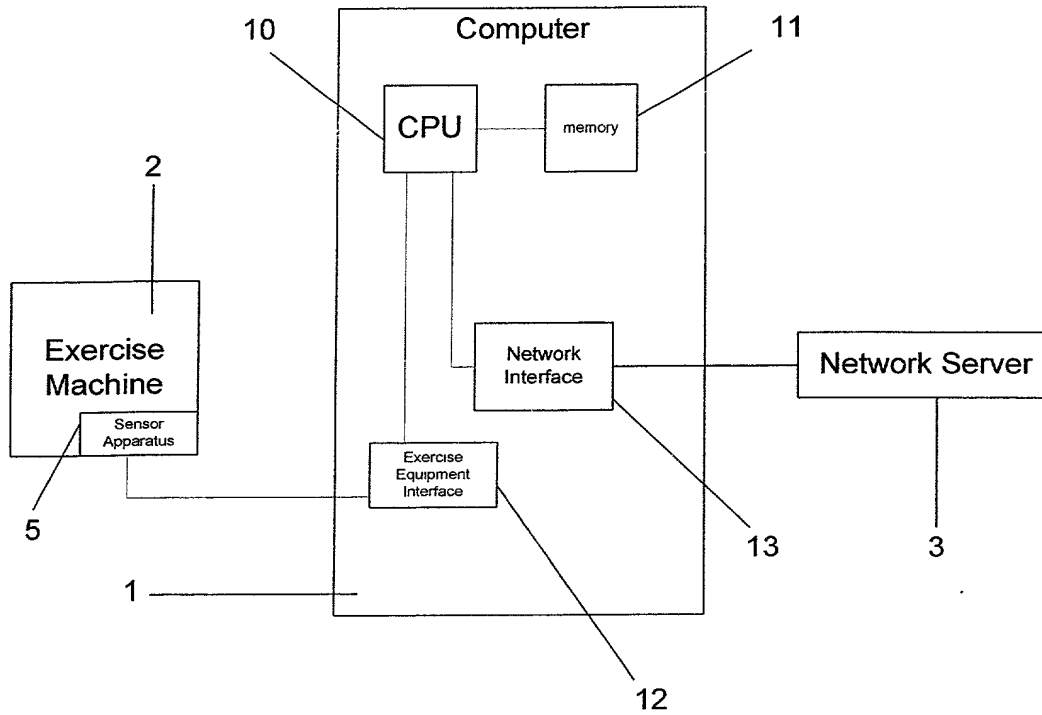 Computer
10
11
CPU
memory
2
Exercise
Machine
Sensor
Apparatus
5
Network
Interface
Network Server
Exercise
Equipment
Interface
13
3
1
12